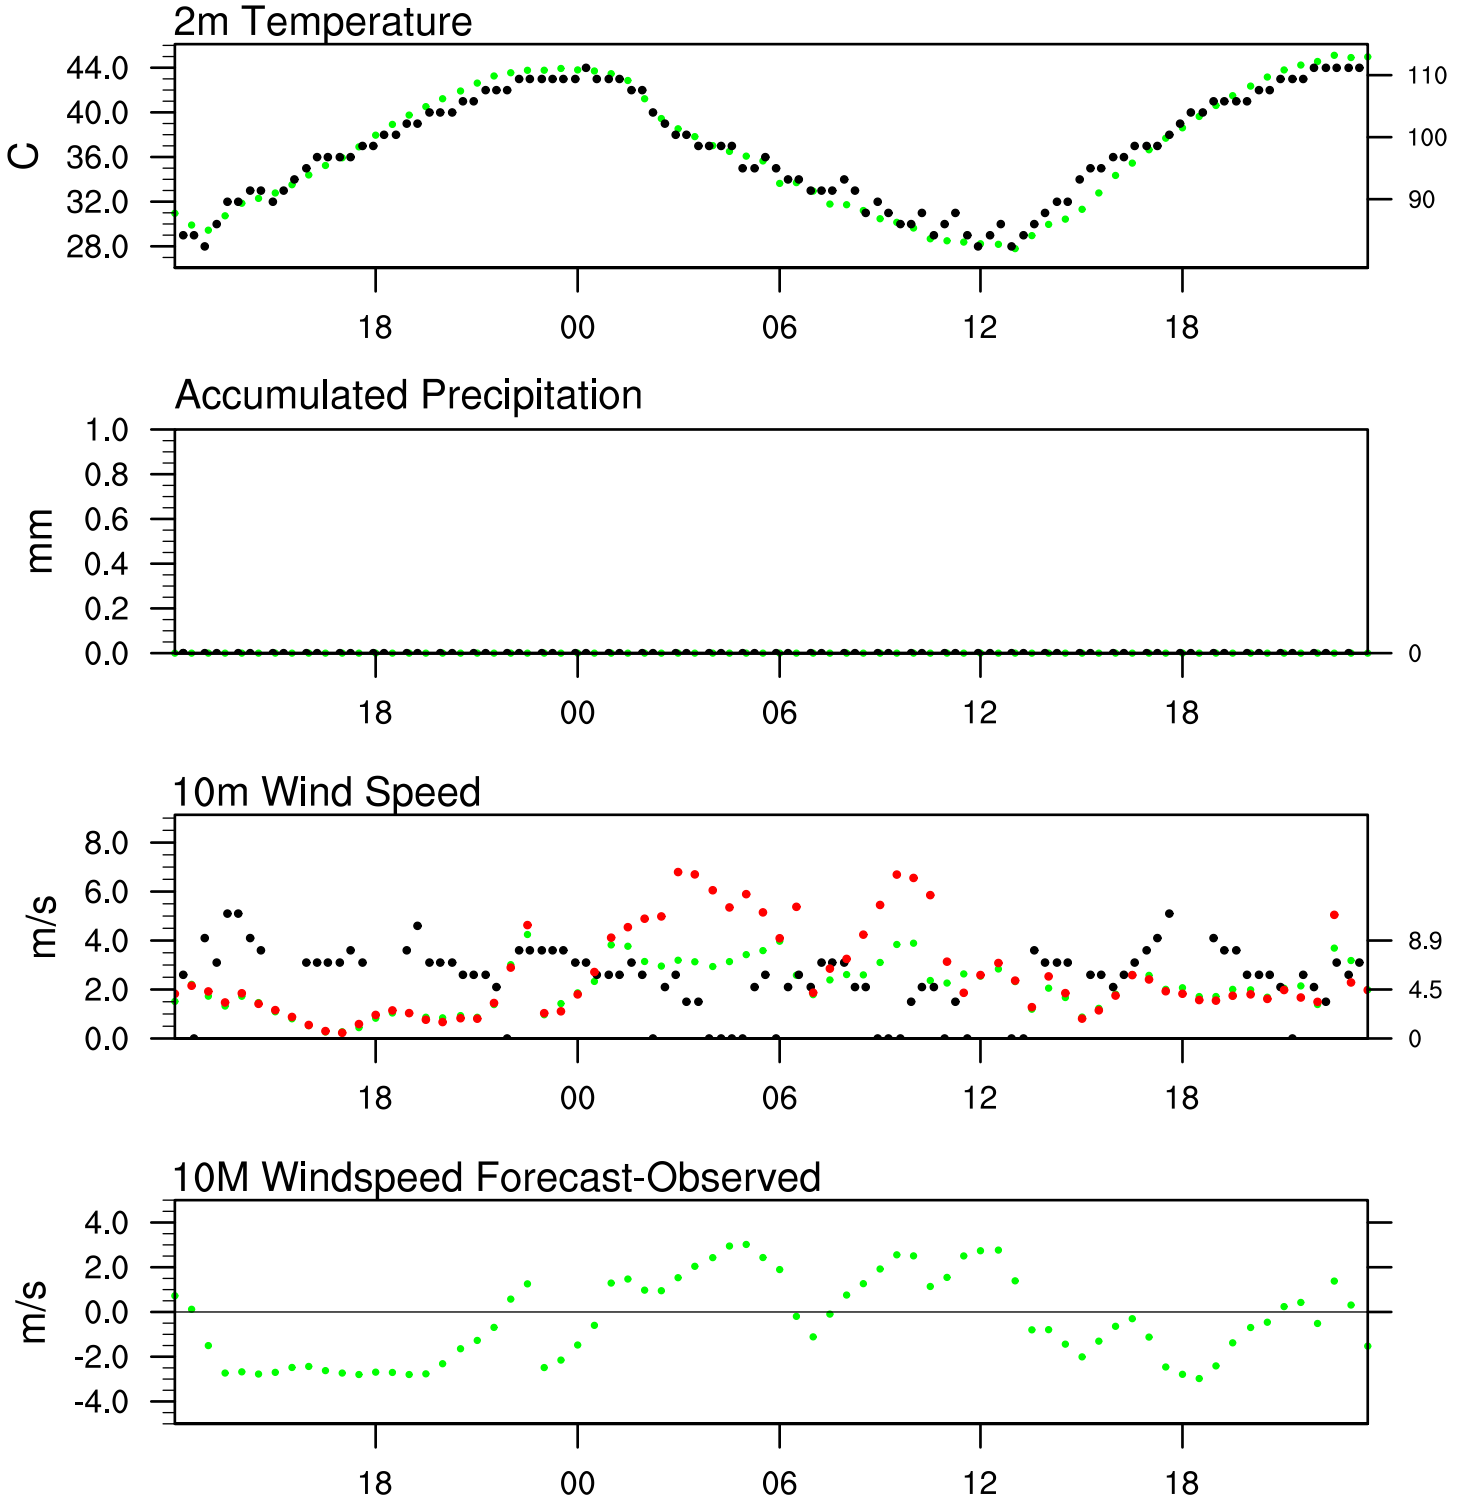 2m Temperature
44.0
40.0
36.0
32.0
28.0
C
110
100
90
18 00 06 12 18
Accumulated Precipitation
1.0
0.8
0.6
0.4
0.2
0.0
mm
0
18 00 06 12 18
10m Wind Speed
8.0
6.0
4.0
2.0
0.0
m/s
8.9
4.5
0
18 00 06 12 18
10M Windspeed Forecast-Observed
4.0
2.0
0.0
-2.0
-4.0
m/s
18 00 06 12 18